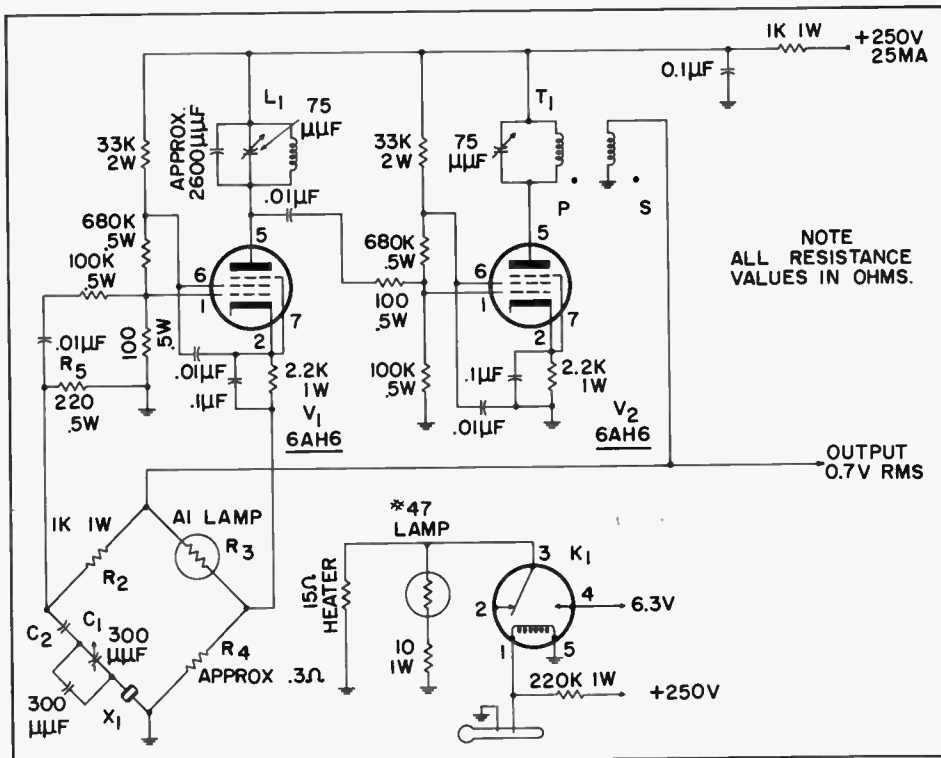 1K 1W
+250V
25MA
0.1µF
L1
75
µµF
APPROX.
2600µµF
33K
2W
.01µF
680K
.5W
100K
.5W
5
6
1
7
2
.01µF
100
.5W
R5
220
.5W
.01µF
.1µF
2.2K
1W
V1
6AH6
T1
75
µµF
33K
2W
P
S
680K
.5W
5
6
1
7
2
100
.5W
100K
.5W
.1µF
2.2K
1W
.01µF
V2
6AH6
NOTE
ALL RESISTANCE
VALUES IN OHMS.
OUTPUT
0.7V RMS
1K 1W
R2
A1 LAMP
R3
C2
C1
300
µµF
300
µµF
X1
R4
APPROX .3Ω
*47
LAMP
15Ω
HEATER
10
1W
3
K1
2
4
6.3V
1
5
220K 1W
+250V